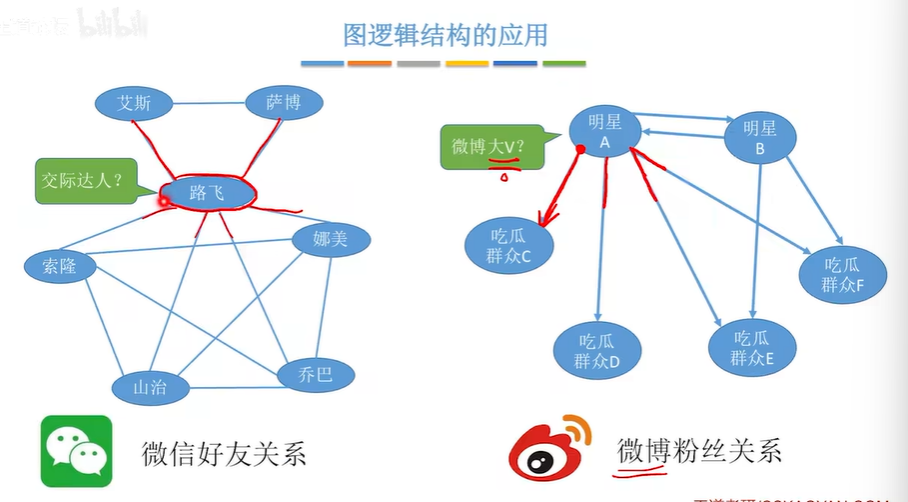 图逻辑结构的应用
艾斯
萨博
交际达人？
路飞
索隆
娜美
山治
乔巴
微信好友关系
微博大V？
明星
A
明星
B
吃瓜
群众C
吃瓜
群众D
吃瓜
群众E
吃瓜
群众F
微博粉丝关系
bilibili